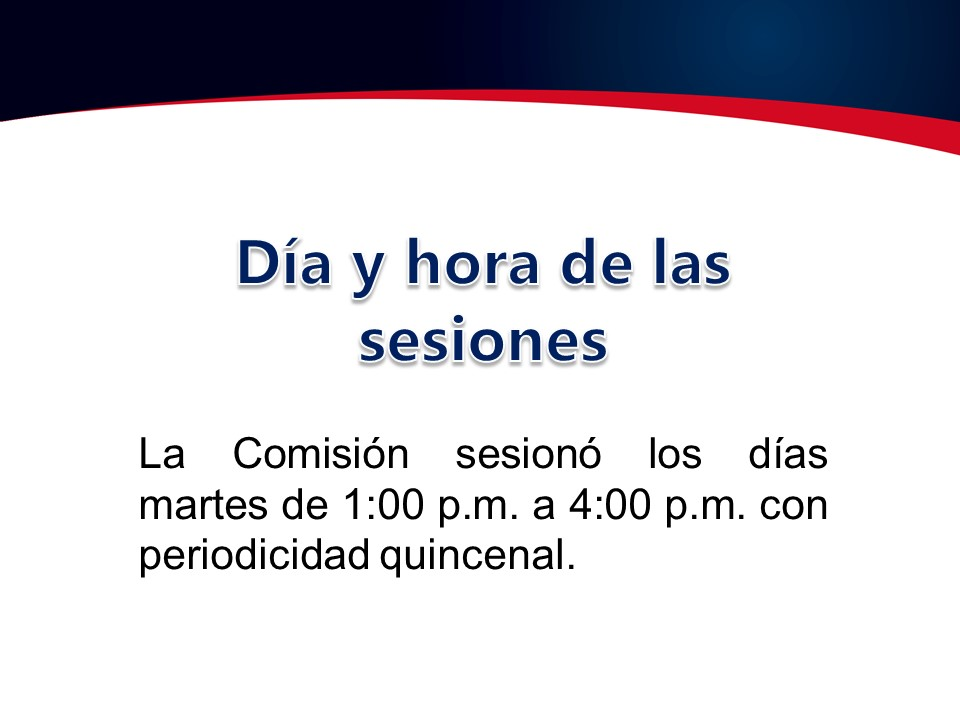 Día y hora de las
sesiones
La Comisión sesionó los días
martes de 1:00 p.m. a 4:00 p.m. con
periodicidad quincenal.